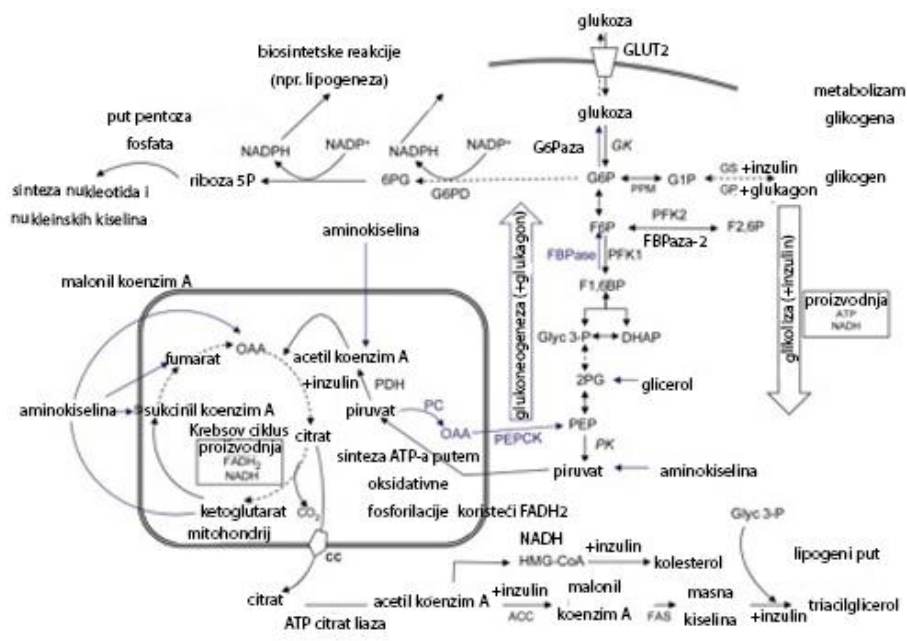 glukoza
GLUT2
biosintetske reakcije
(npr. lipogeneza)
metabolizam
glikogena
glukoza
put pentoza
fosfata
NADPH
NADP⁺
NADPH
NADP⁺
G6Paza
GK
sinteza nukleotida i
nukleinskih kiselina
riboza 5P
6PG
G6PD
G6P
PPM
G1P
GS +inzulin
GP +glukagon
glikogen
aminokiselina
F6P
PFK2
FBPaza-2
F2,6P
FBPase
PFK1
malonil koenzim A
F1,6BP
glukoneogeneza (+glukagon)
glikoliza (+inzulin)
proizvodnja
ATP
NADH
Glyc 3-P
DHAP
OAA
fumarat
acetil koenzim A
+inzulin
PDH
2PG
glicerol
aminokiselina
sukcinil koenzim A
piruvat
PC
OAA
PEPCK
PEP
PK
Krebsov ciklus
proizvodnja
FADH2
NADH
citrat
sinteza ATP-a putem
oksidativne
fosforilacije koristeći FADH2
piruvat
aminokiselina
ketoglutarat
CO2
mitohondrij
cc
NADH
HMG-CoA
+inzulin
kolesterol
Glyc 3-P
lipogeni put
citrat
ATP citrat liaza
acetil koenzim A
+inzulin
ACC
malonil
koenzim A
FAS
masna
kiselina
+inzulin
triacilglicerol